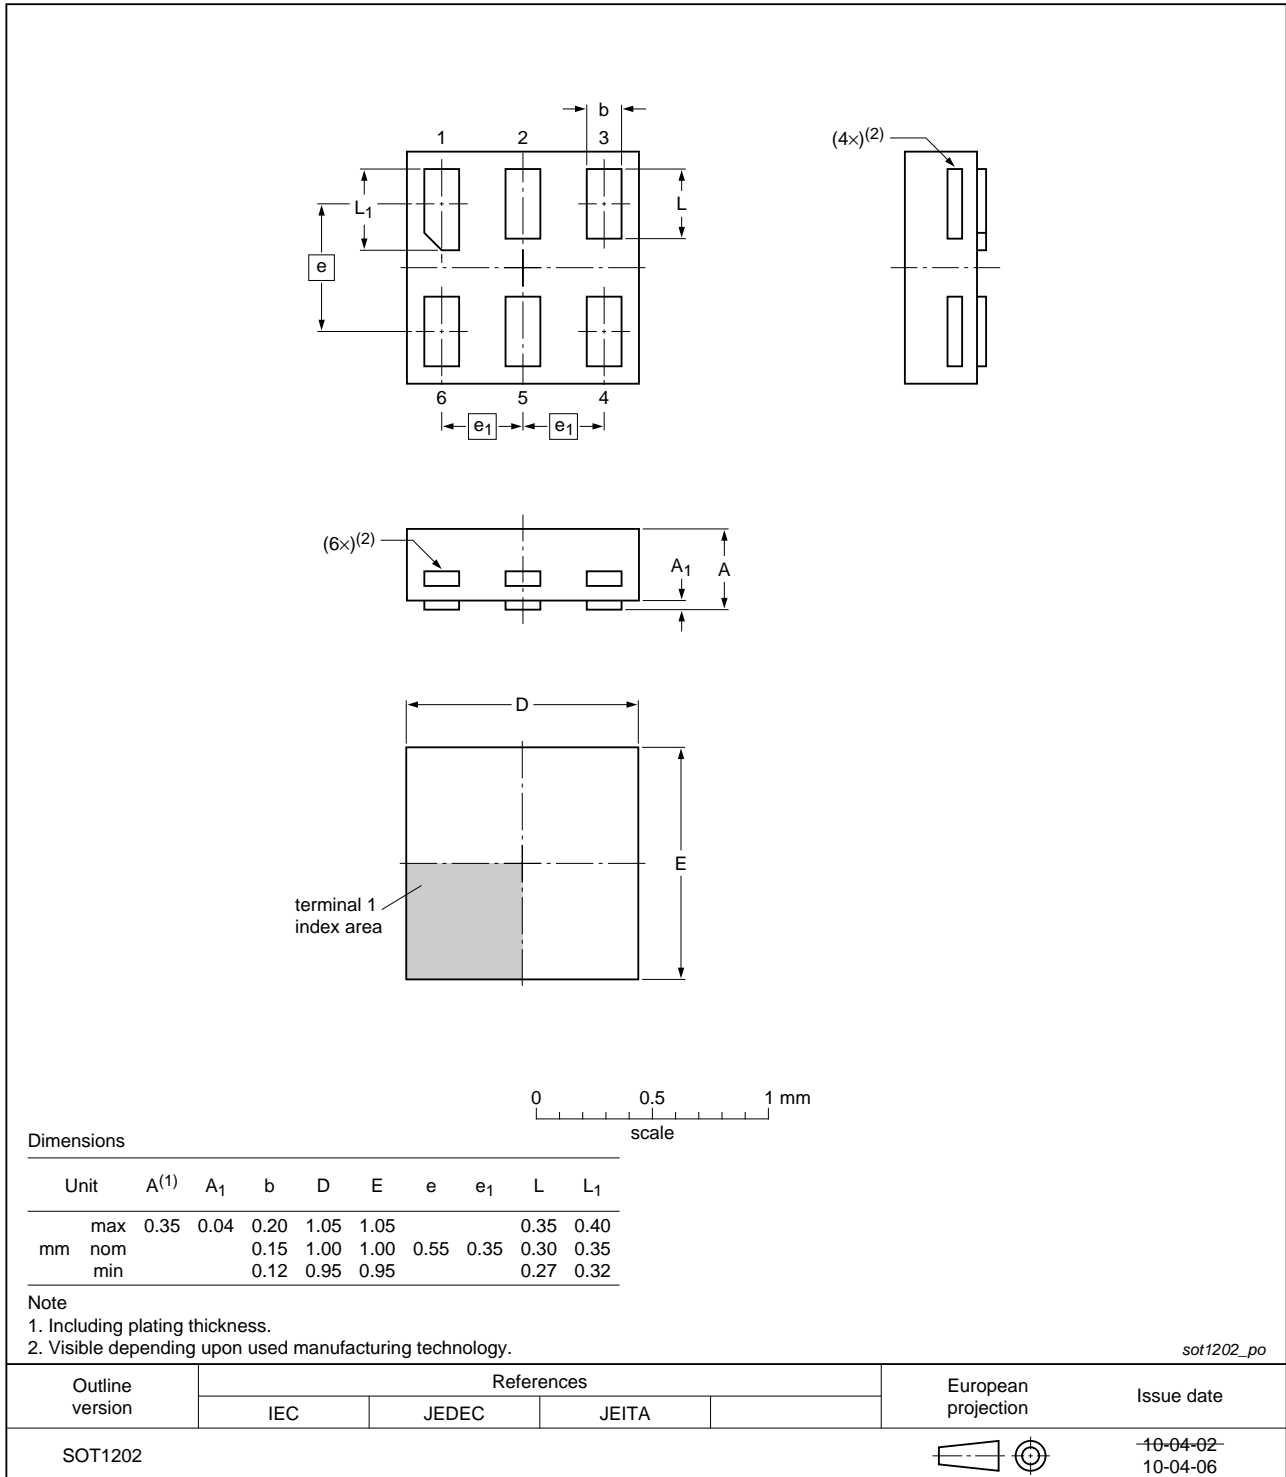 b
1 2 3
(4×)(2)
L1
L
e
6 5 4
e1 e1
(6×)(2)
A1 A
D
E
terminal 1
index area
0 0.5 1 mm
scale
Dimensions
Unit A(1) A1 b D E e e1 L L1
max 0.35 0.04 0.20 1.05 1.05 0.35 0.40
mm nom 0.15 1.00 1.00 0.55 0.35 0.30 0.35
min 0.12 0.95 0.95 0.27 0.32
Note
1. Including plating thickness.
2. Visible depending upon used manufacturing technology.
sot1202_po
Outline version References European projection Issue date
IEC JEDEC JEITA
SOT1202
10-04-02
10-04-06